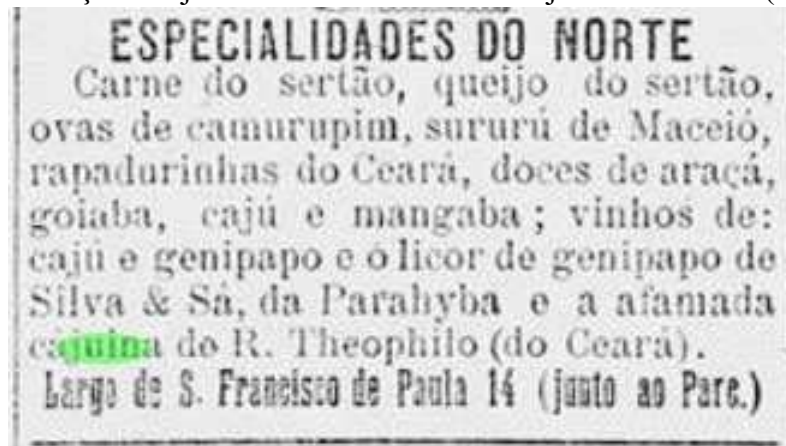 ESPECIALIDADES DO NORTE
Carne do sertão, queijo do sertão,
ovas de camurupim, sururú de Maceió,
rapadurinhas do Ceará, doces de araçá,
goiaba, cajú e mangaba; vinhos de:
cajú e genipapo e o licor de genipapo de
Silva & Sá, da Parahyba e a afamada
cajuina de R. Theophilo (do Ceará).
Largo de S. Francisco de Paula 14 (junto ao Parc.)